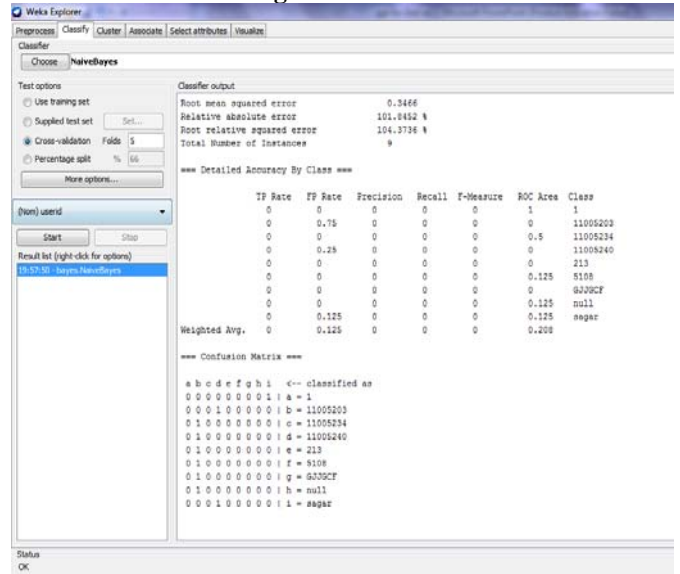 Weka Explorer
Preprocess Classify Cluster Associate Select attributes Visualize
Classifier
Choose NaiveBayes
Test options
Use training set
Supplied test set Set...
Cross-validation Folds 5
Percentage split % 66
More options...
(Nom) userid
Start Stop
Result list (right-click for options)
19:57:50 - bayes.NaiveBayes
Classifier output
Root mean squared error 0.3466
Relative absolute error 101.8452 %
Root relative squared error 104.3736 %
Total Number of Instances 9
=== Detailed Accuracy By Class ===
TP Rate FP Rate Precision Recall F-Measure ROC Area Class
0 0 0 0 0 1 1
0 0.75 0 0 0 0 11005203
0 0 0 0 0 0.5 11005234
0 0.25 0 0 0 0 11005240
0 0 0 0 0 0 213
0 0 0 0 0 0.125 5108
0 0 0 0 0 0 GJJGCF
0 0 0 0 0 0.125 null
0 0.125 0 0 0 0.125 sagar
Weighted Avg. 0 0.125 0 0 0 0.208
=== Confusion Matrix ===
a b c d e f g h i <-- classified as
0 0 0 0 0 0 0 0 1 | a = 1
0 0 0 1 0 0 0 0 0 | b = 11005203
0 1 0 0 0 0 0 0 0 | c = 11005234
0 1 0 0 0 0 0 0 0 | d = 11005240
0 1 0 0 0 0 0 0 0 | e = 213
0 1 0 0 0 0 0 0 0 | f = 5108
0 1 0 0 0 0 0 0 0 | g = GJJGCF
0 1 0 0 0 0 0 0 0 | h = null
0 0 0 1 0 0 0 0 0 | i = sagar
Status
OK